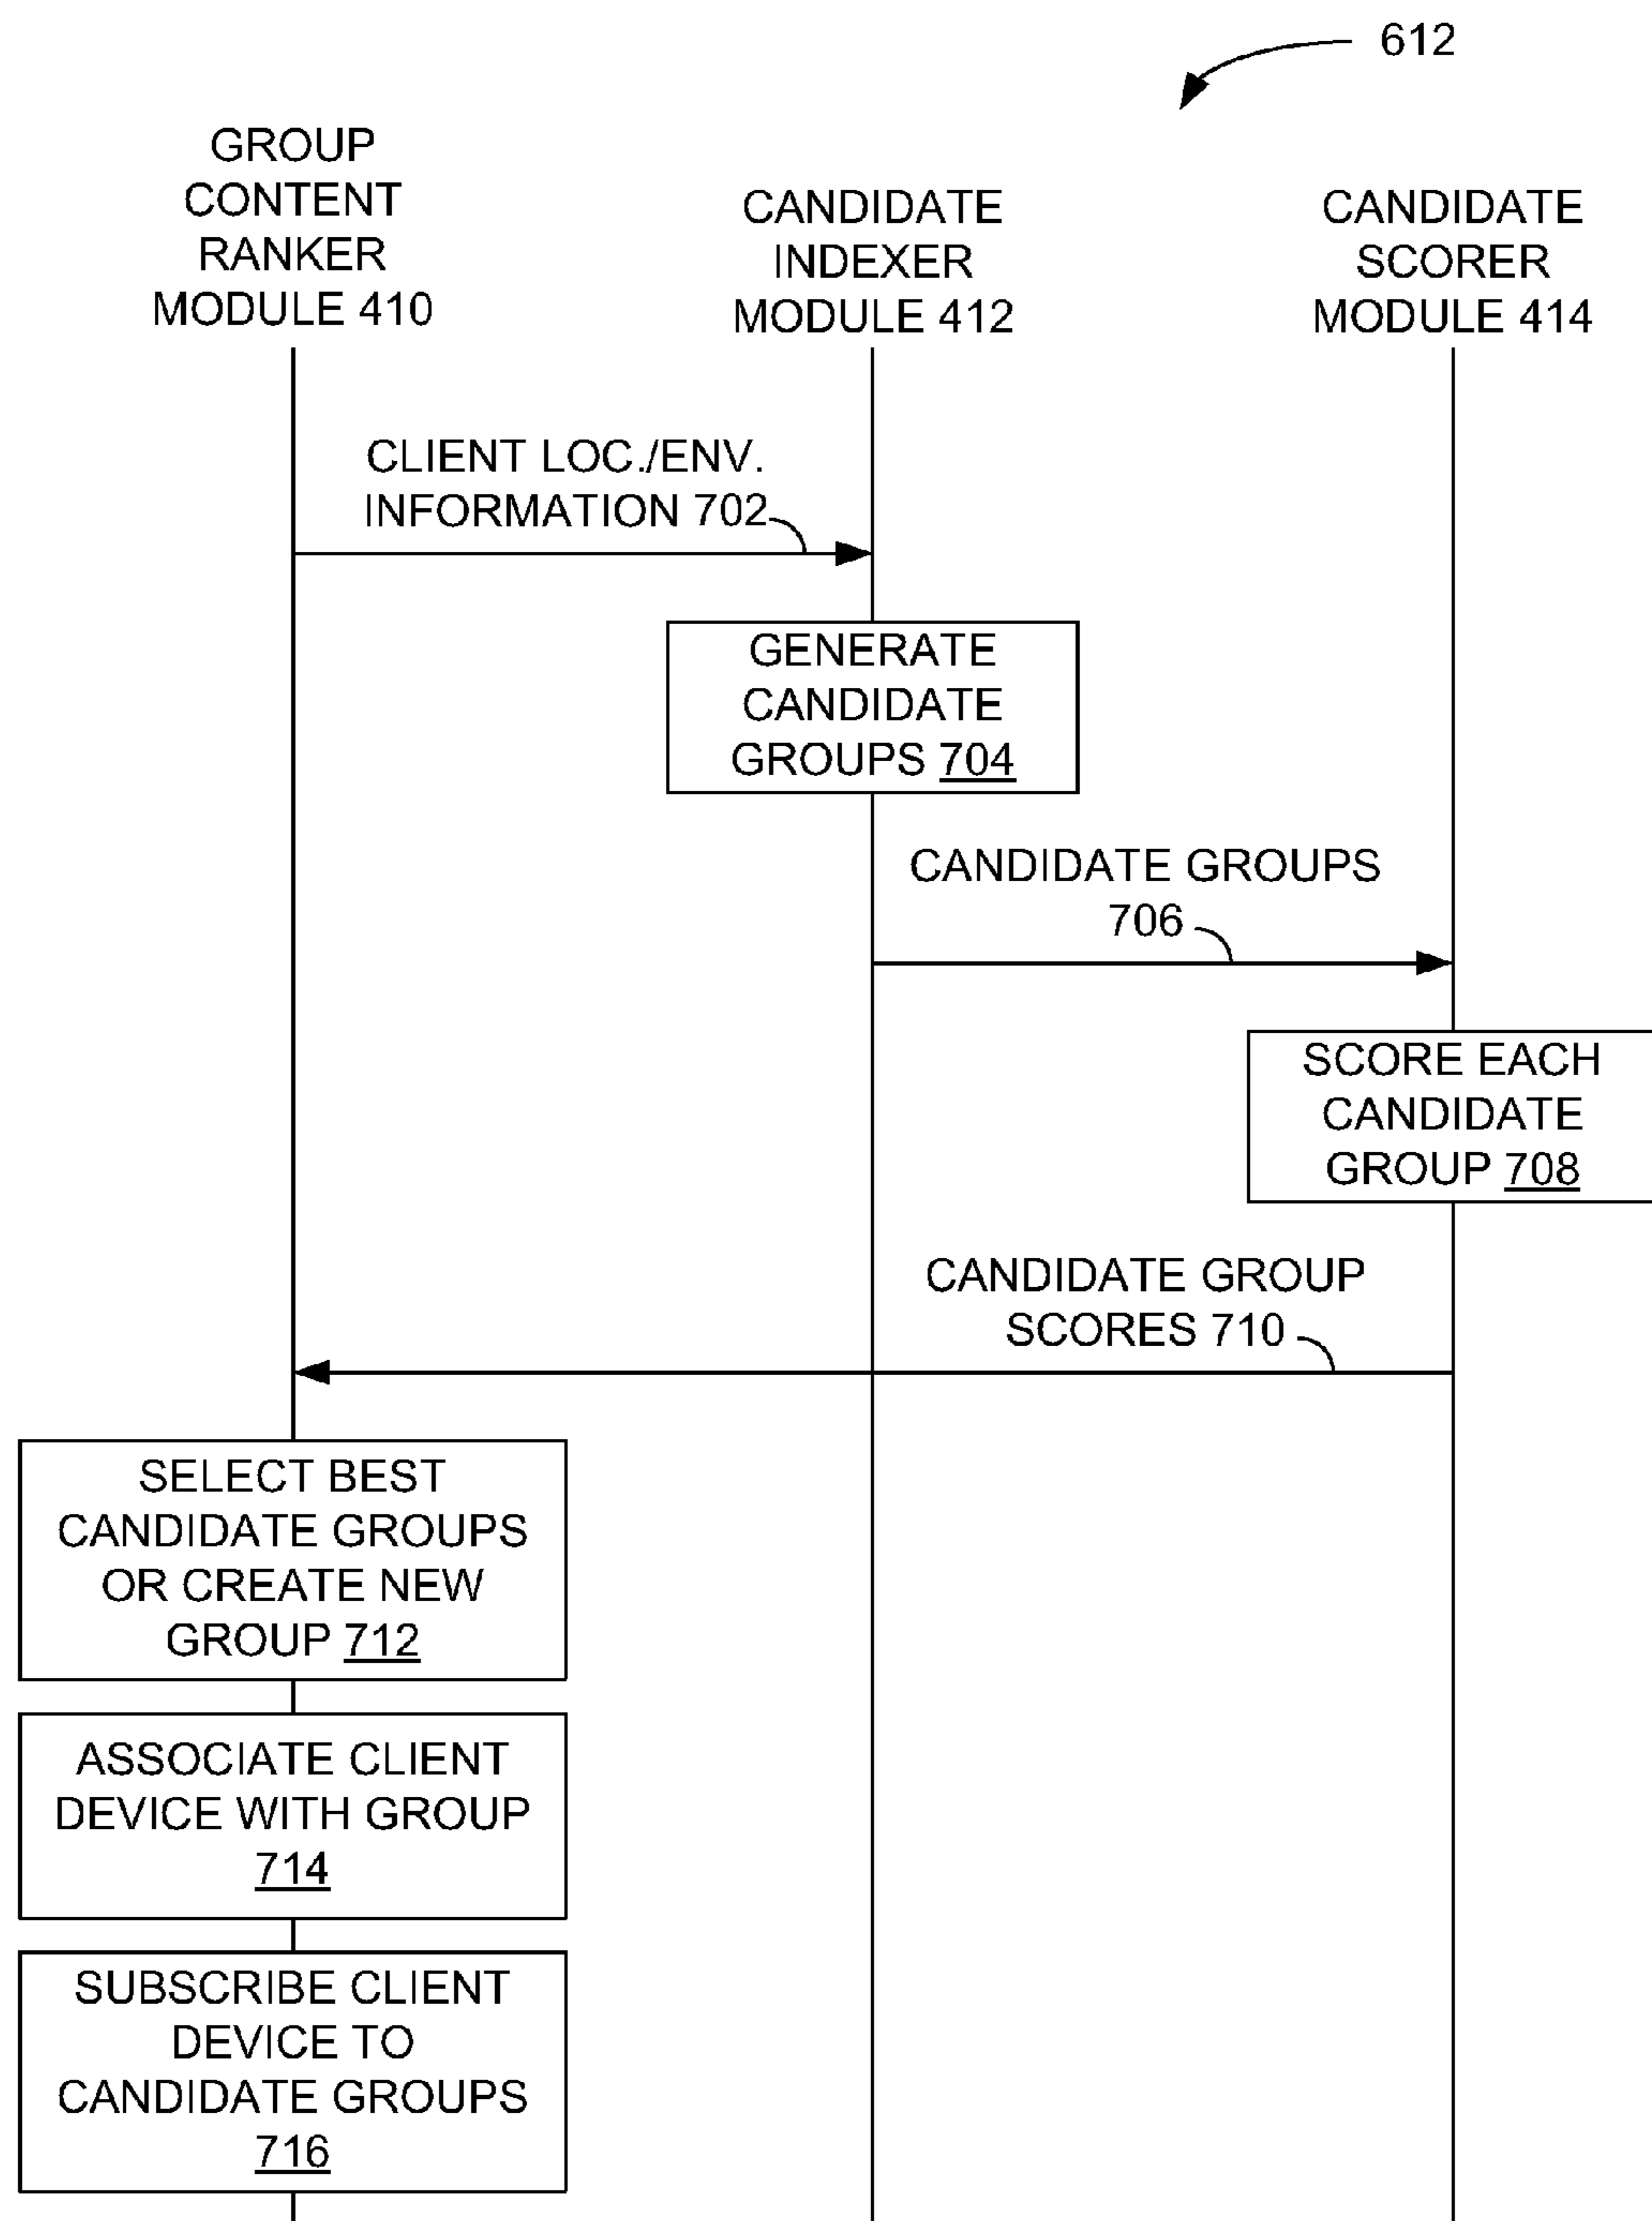 612
GROUP
CONTENT
RANKER
MODULE 410
CANDIDATE
INDEXER
MODULE 412
CANDIDATE
SCORER
MODULE 414
CLIENT LOC./ENV.
INFORMATION 702
GENERATE
CANDIDATE
GROUPS 704
CANDIDATE GROUPS
706
SCORE EACH
CANDIDATE
GROUP 708
CANDIDATE GROUP
SCORES 710
SELECT BEST
CANDIDATE GROUPS
OR CREATE NEW
GROUP 712
ASSOCIATE CLIENT
DEVICE WITH GROUP
714
SUBSCRIBE CLIENT
DEVICE TO
CANDIDATE GROUPS
716